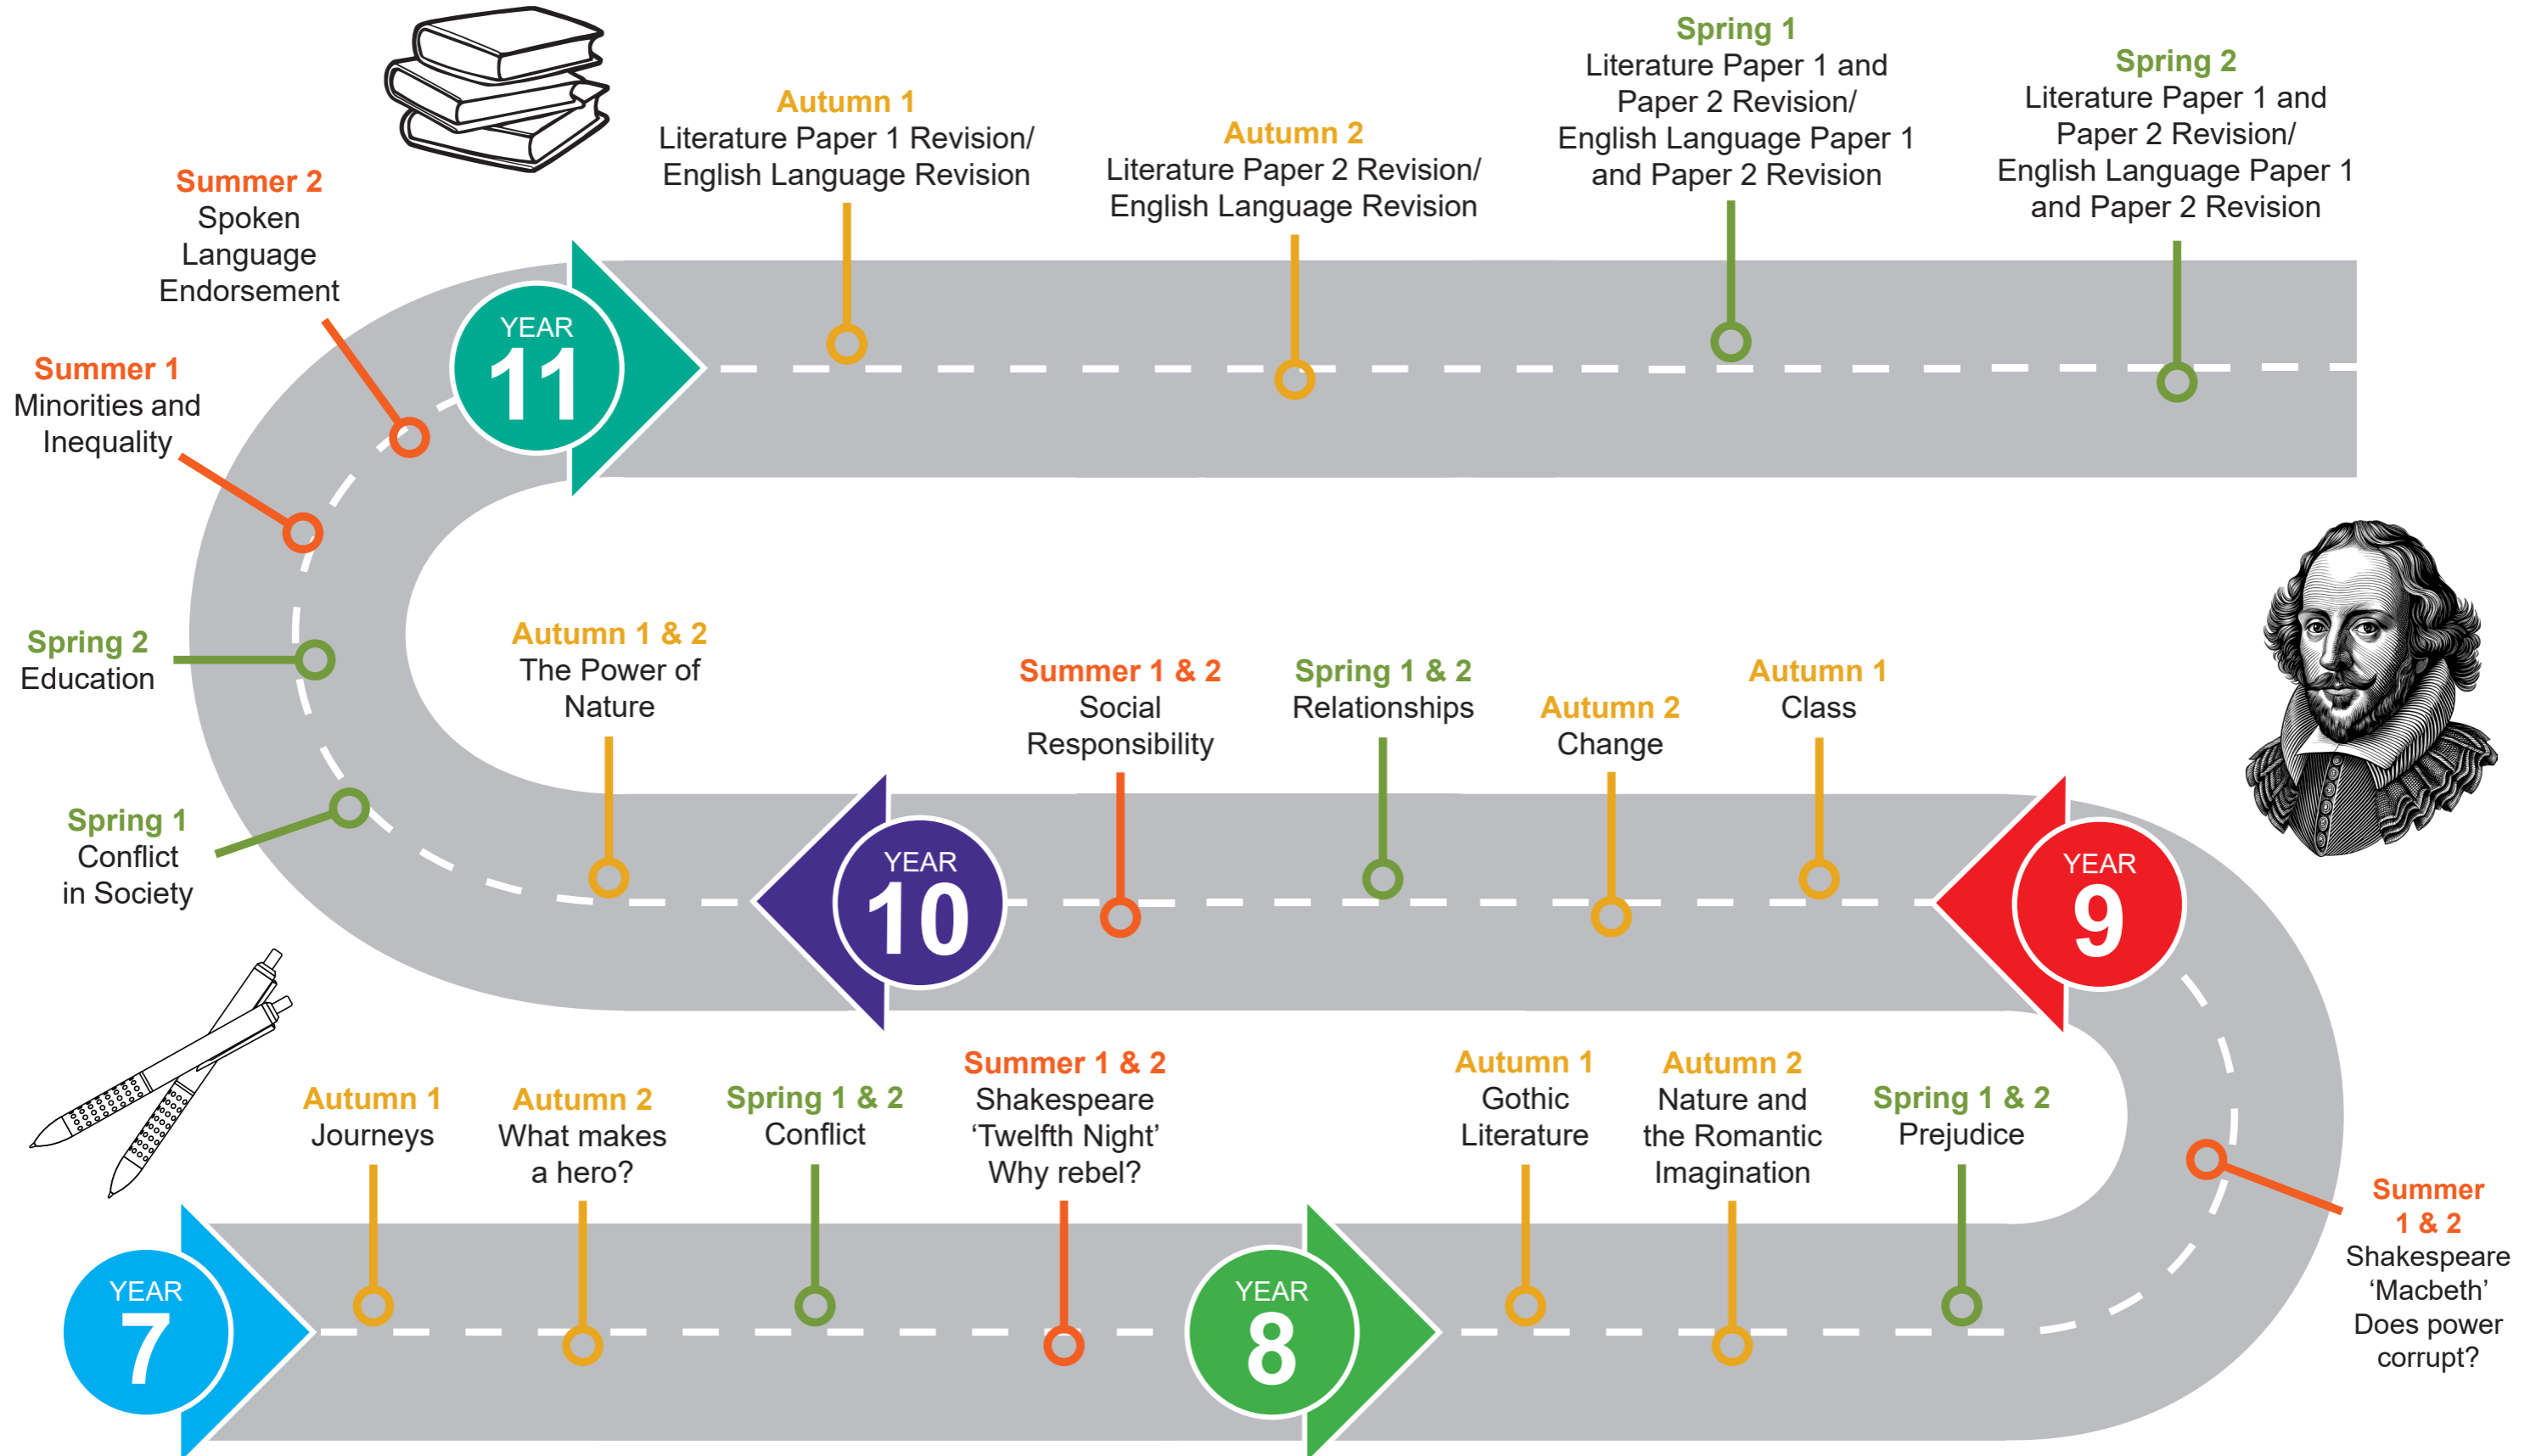 Spring 1
Literature Paper 1 and
Paper 2 Revision/
English Language Paper 1
and Paper 2 Revision
Spring 2
Literature Paper 1 and
Paper 2 Revision/
English Language Paper 1
and Paper 2 Revision
Autumn 1
Literature Paper 1 Revision/
English Language Revision
Autumn 2
Literature Paper 2 Revision/
English Language Revision
Summer 2
Spoken
Language
Endorsement
YEAR
11
Summer 1
Minorities and
Inequality
Spring 2
Education
Autumn 1 & 2
The Power of
Nature
Summer 1 & 2
Social
Responsibility
Spring 1 & 2
Relationships
Autumn 2
Change
Autumn 1
Class
Spring 1
Conflict
in Society
YEAR
10
YEAR
9
Autumn 1
Journeys
Autumn 2
What makes
a hero?
Spring 1 & 2
Conflict
Summer 1 & 2
Shakespeare
‘Twelfth Night’
Why rebel?
Autumn 1
Gothic
Literature
Autumn 2
Nature and
the Romantic
Imagination
Spring 1 & 2
Prejudice
Summer
1 & 2
Shakespeare
‘Macbeth’
Does power
corrupt?
YEAR
7
YEAR
8